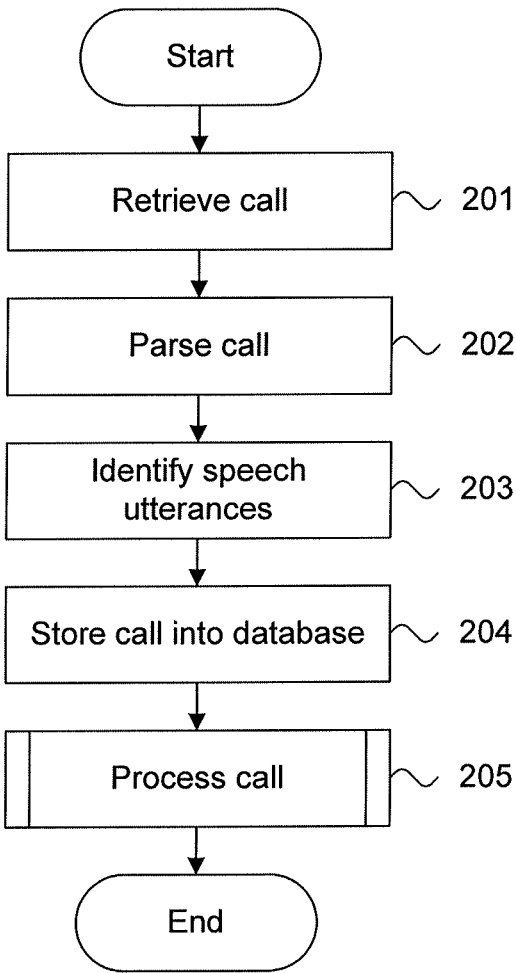 Start
Retrieve call
201
Parse call
202
Identify speech
utterances
203
Store call into database
204
Process call
205
End